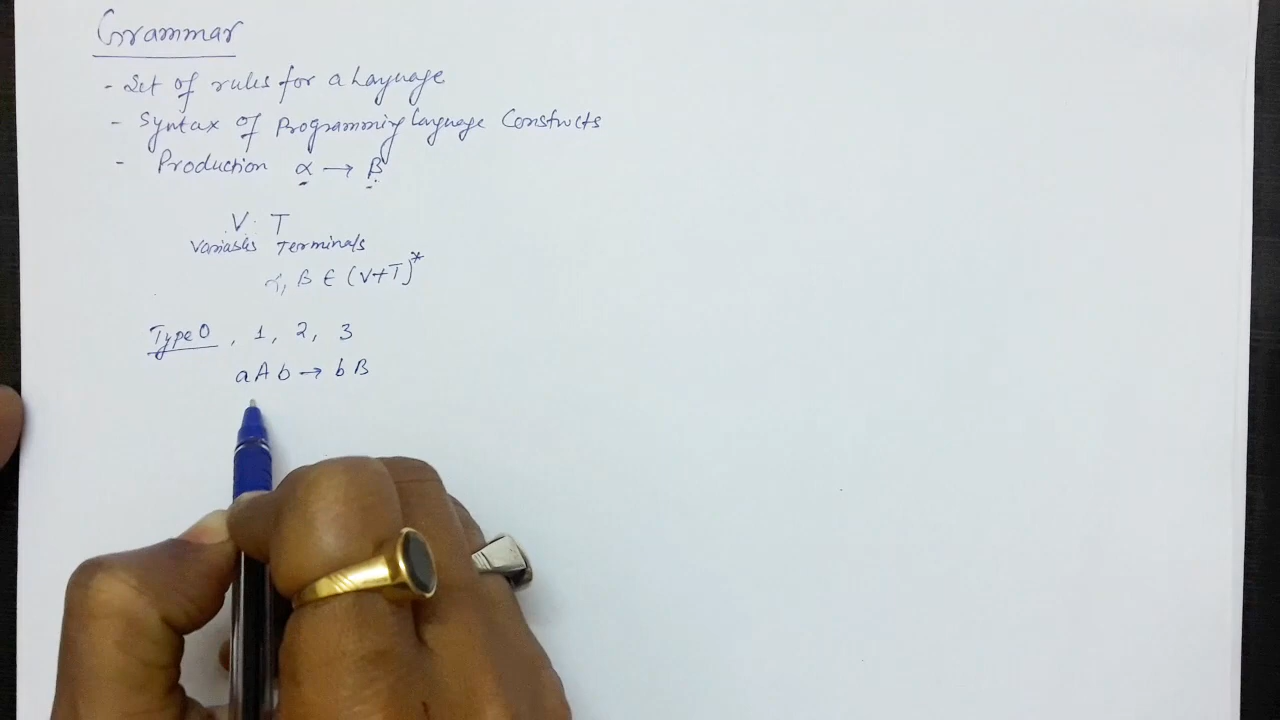 Grammar
- Set of rules for a Language
- Syntax of Programming Language Constructs
- Production α → β
V T
Variables Terminals
α, β ∈ (V+T)*
Type 0, 1, 2, 3
aAb → bB